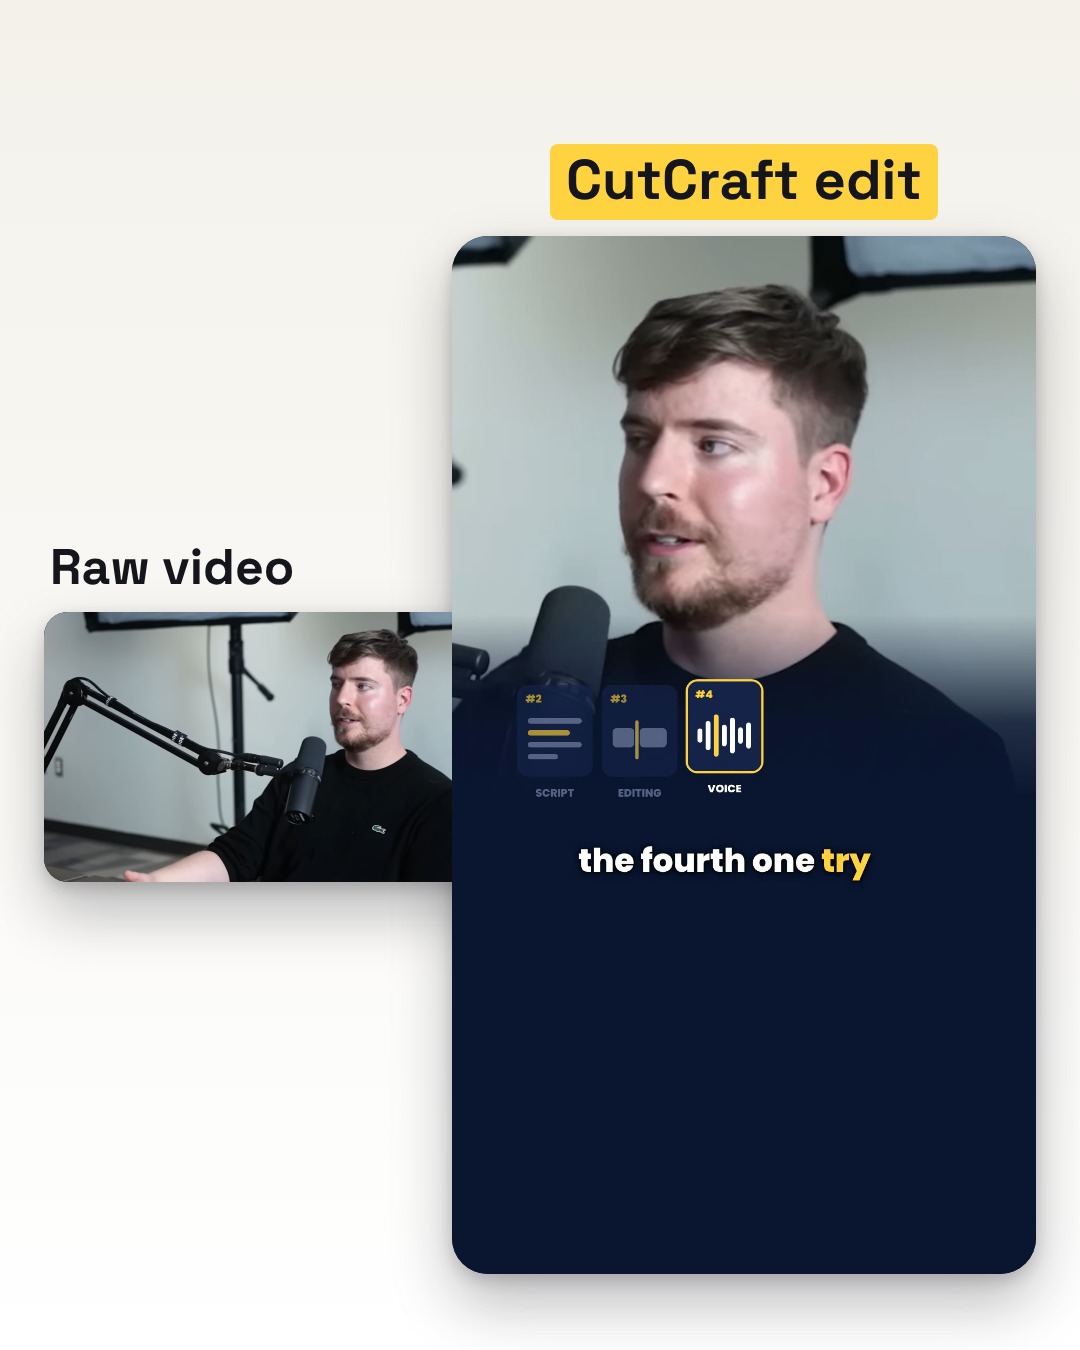 CutCraft edit
Raw video
#2
#3
#4
SCRIPT
EDITING
VOICE
the fourth one try